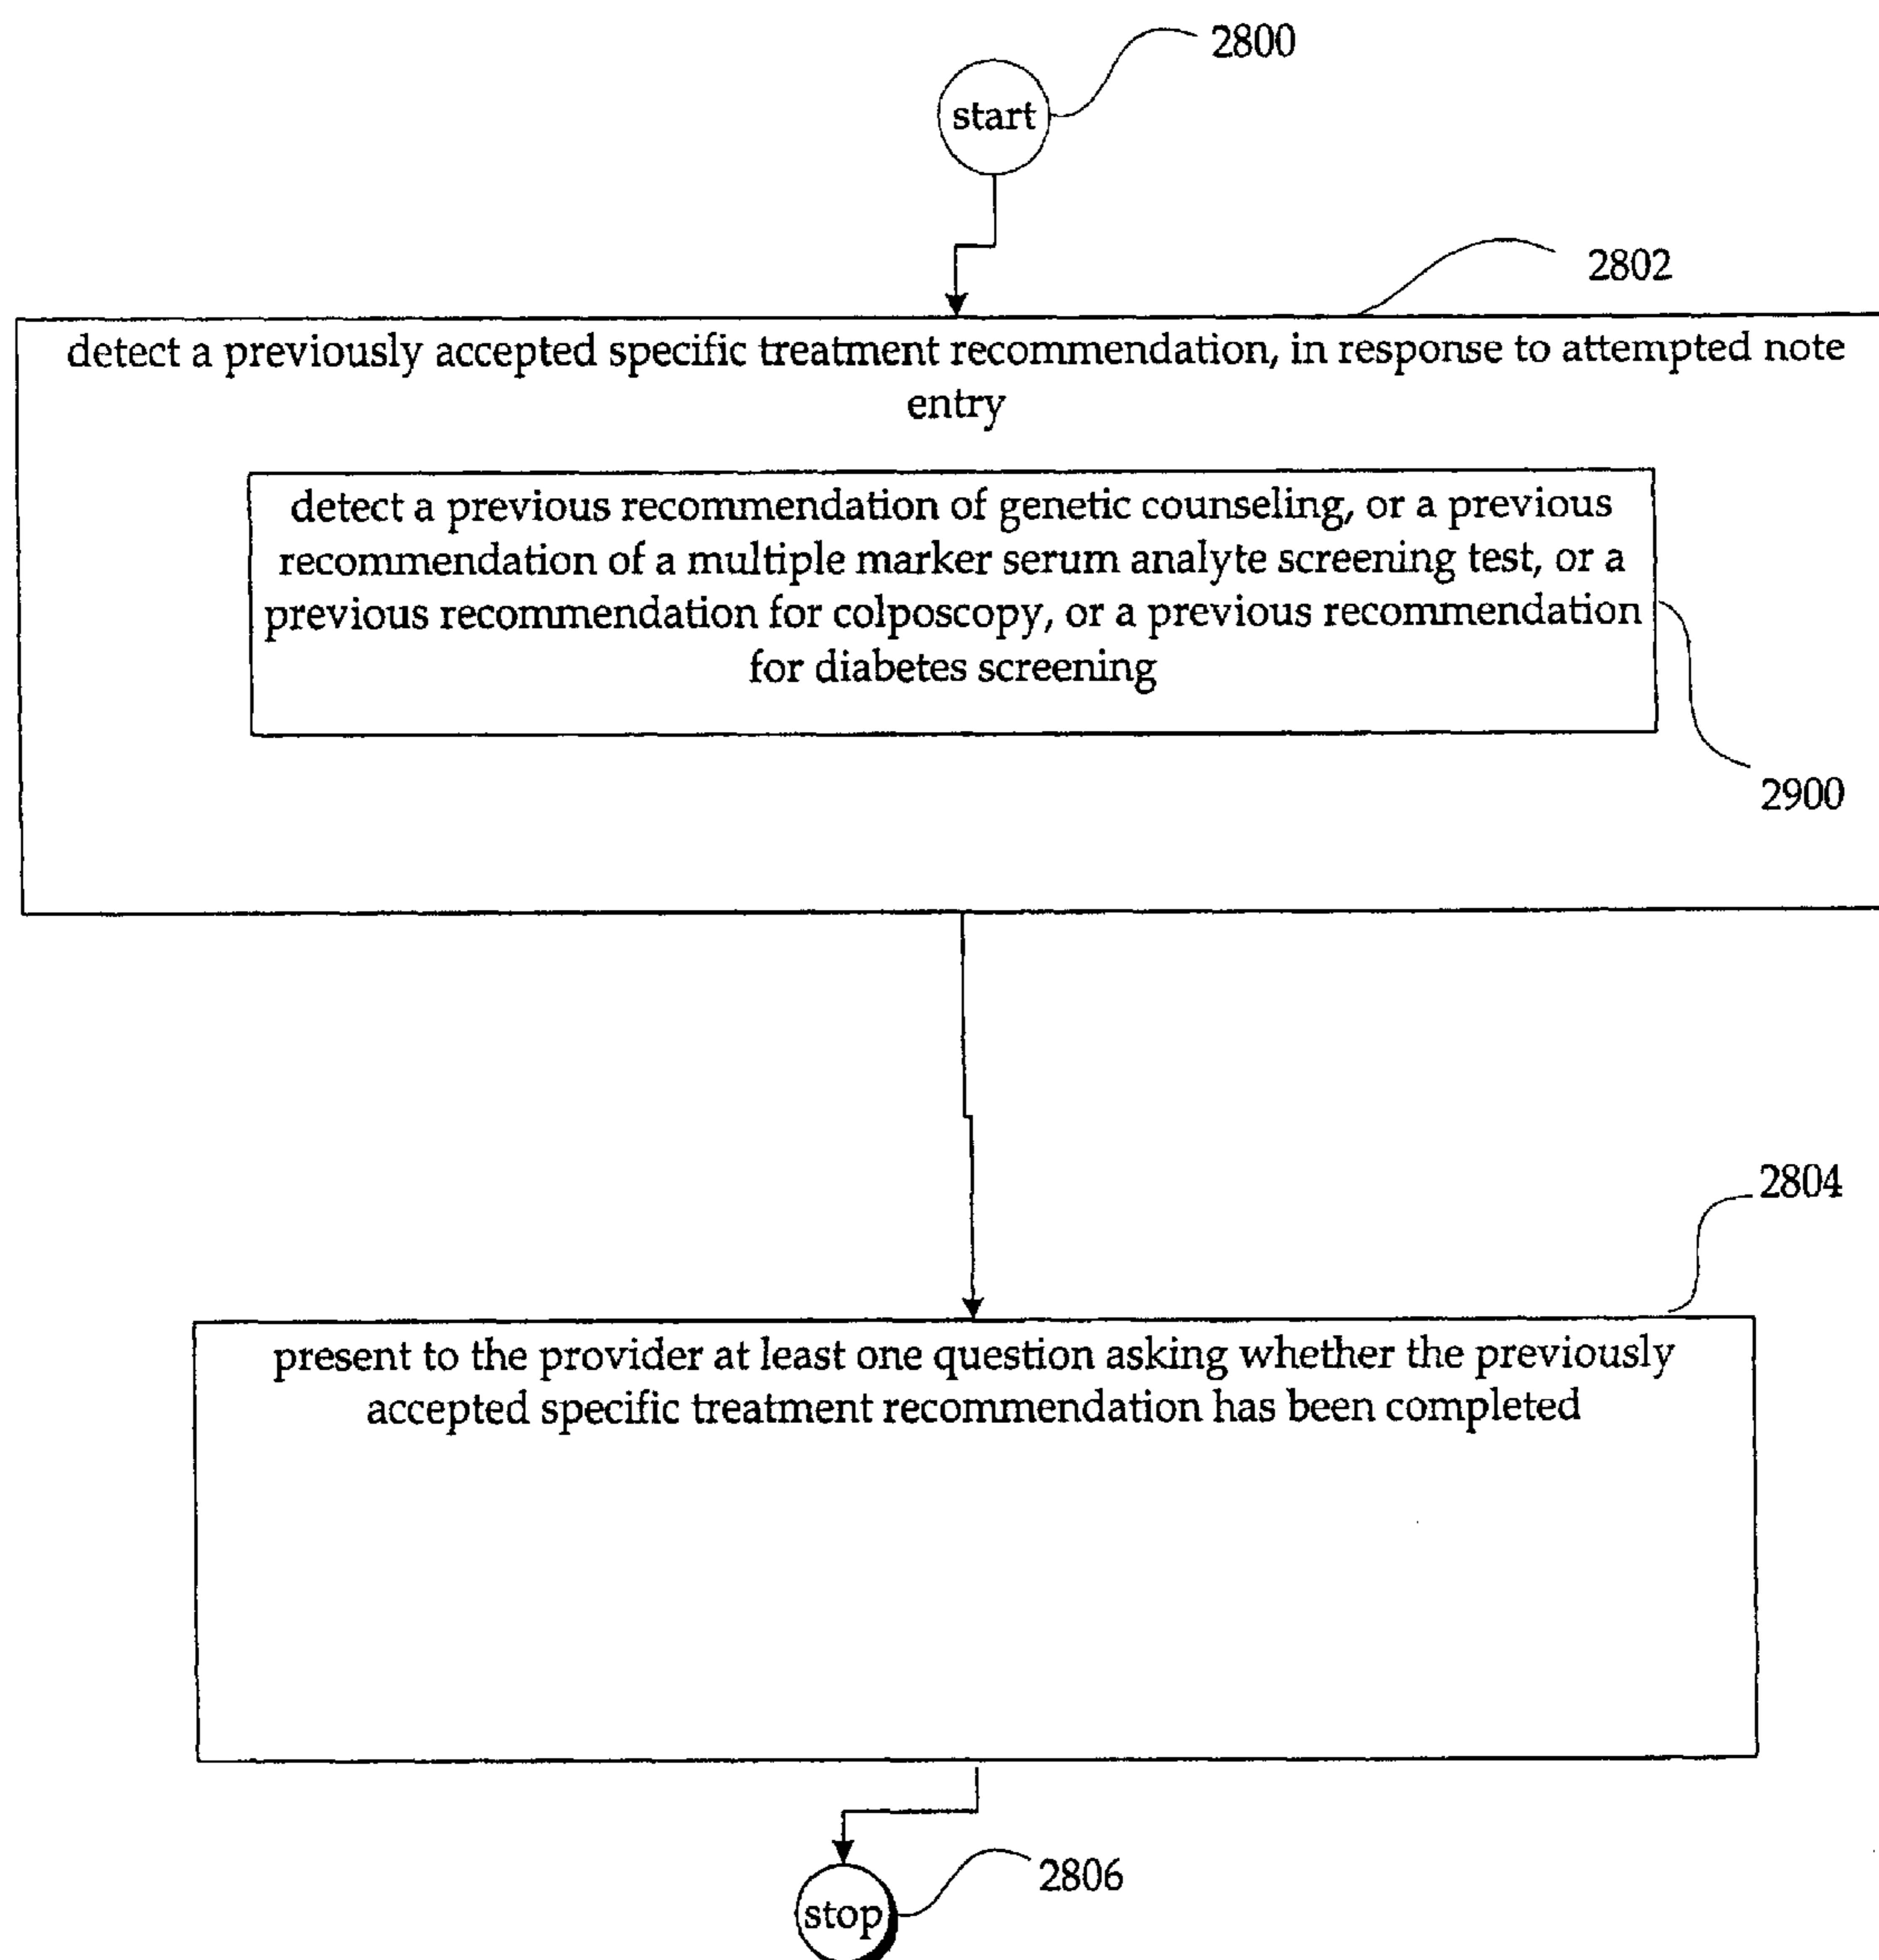 2800
start
2802
detect a previously accepted specific treatment recommendation, in response to attempted note
entry
detect a previous recommendation of genetic counseling, or a previous
recommendation of a multiple marker serum analyte screening test, or a
previous recommendation for colposcopy, or a previous recommendation
for diabetes screening
2900
2804
present to the provider at least one question asking whether the previously
accepted specific treatment recommendation has been completed
stop
2806